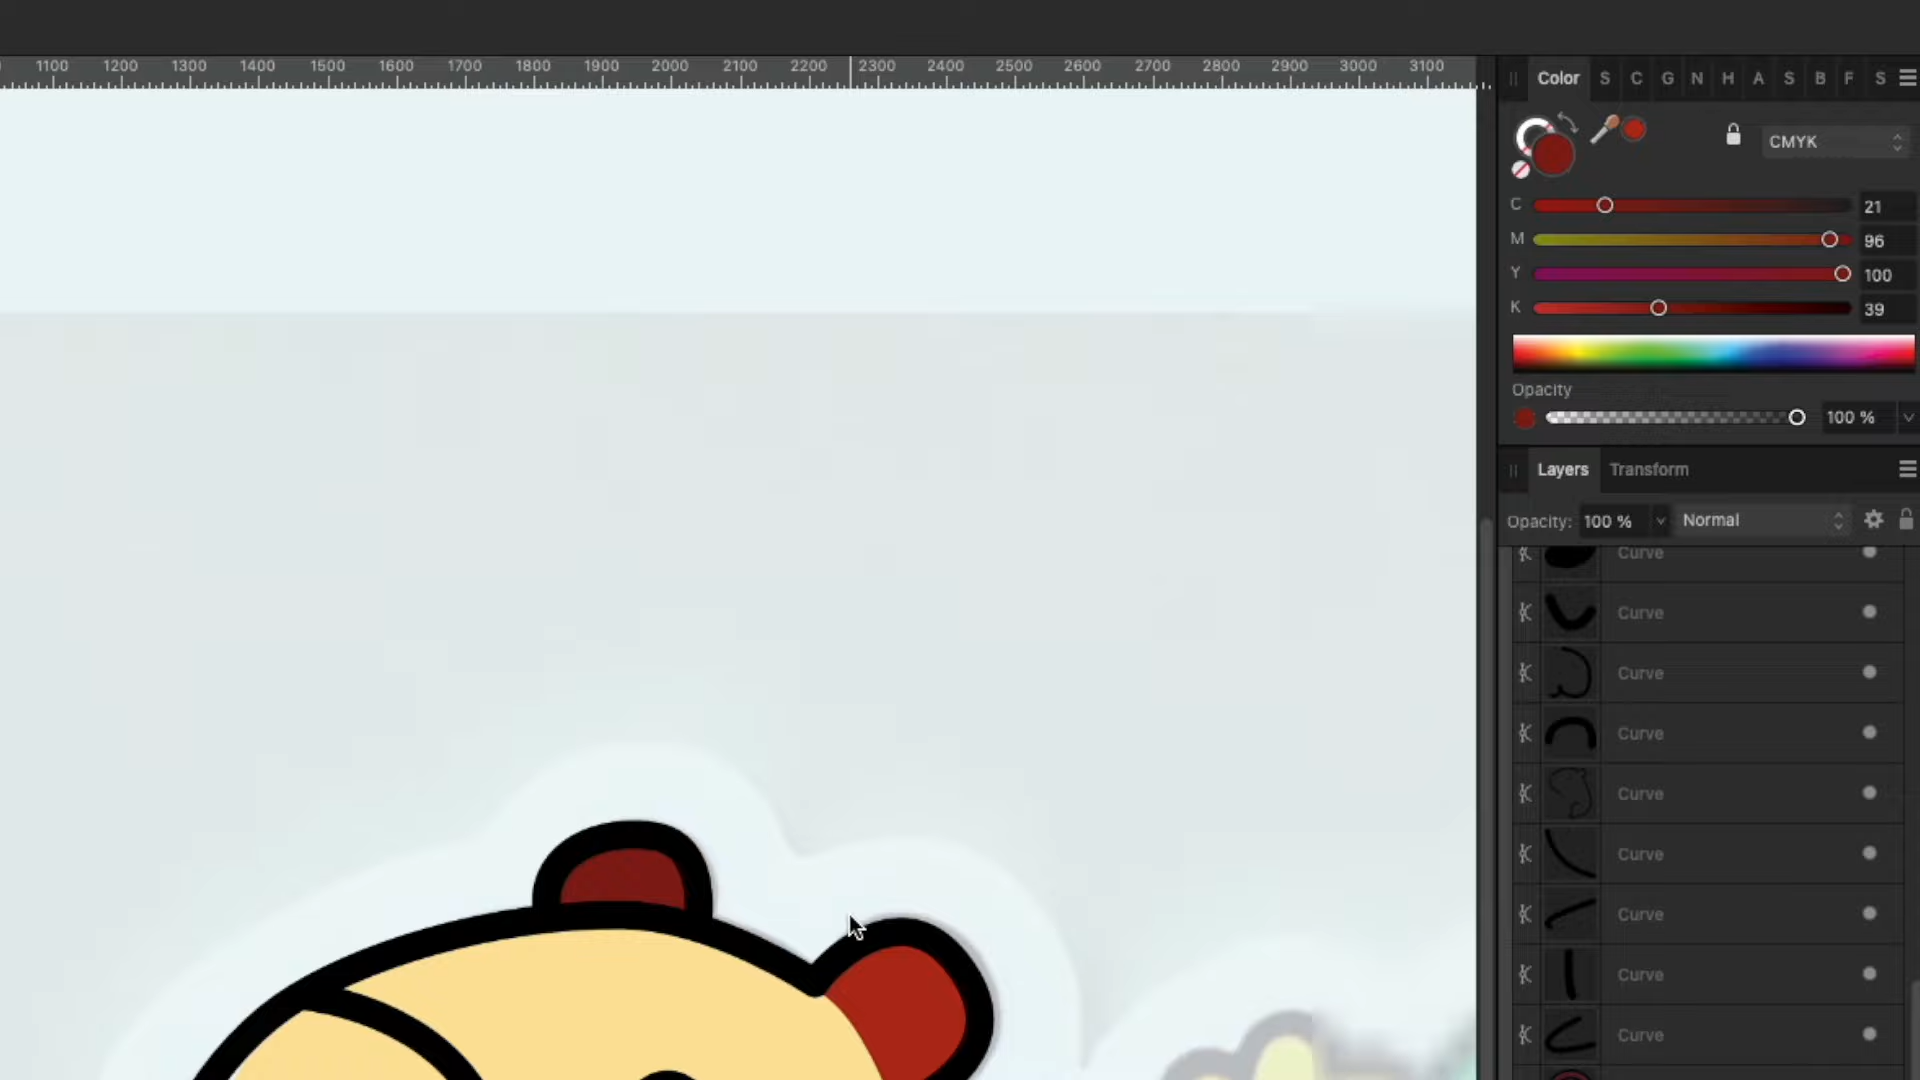 1100 1200 1300 1400 1500 1600 1700 1800 1900 2000 2100 2200 2300 2400 2500 2600 2700 2800 2900 3000 3100
Color S C G N H A S B F S
CMYK
C 21
M 96
Y 100
K 39
Opacity
100 %
Layers Transform
Opacity: 100 % Normal
Curve
Curve
Curve
Curve
Curve
Curve
Curve
Curve
Curve